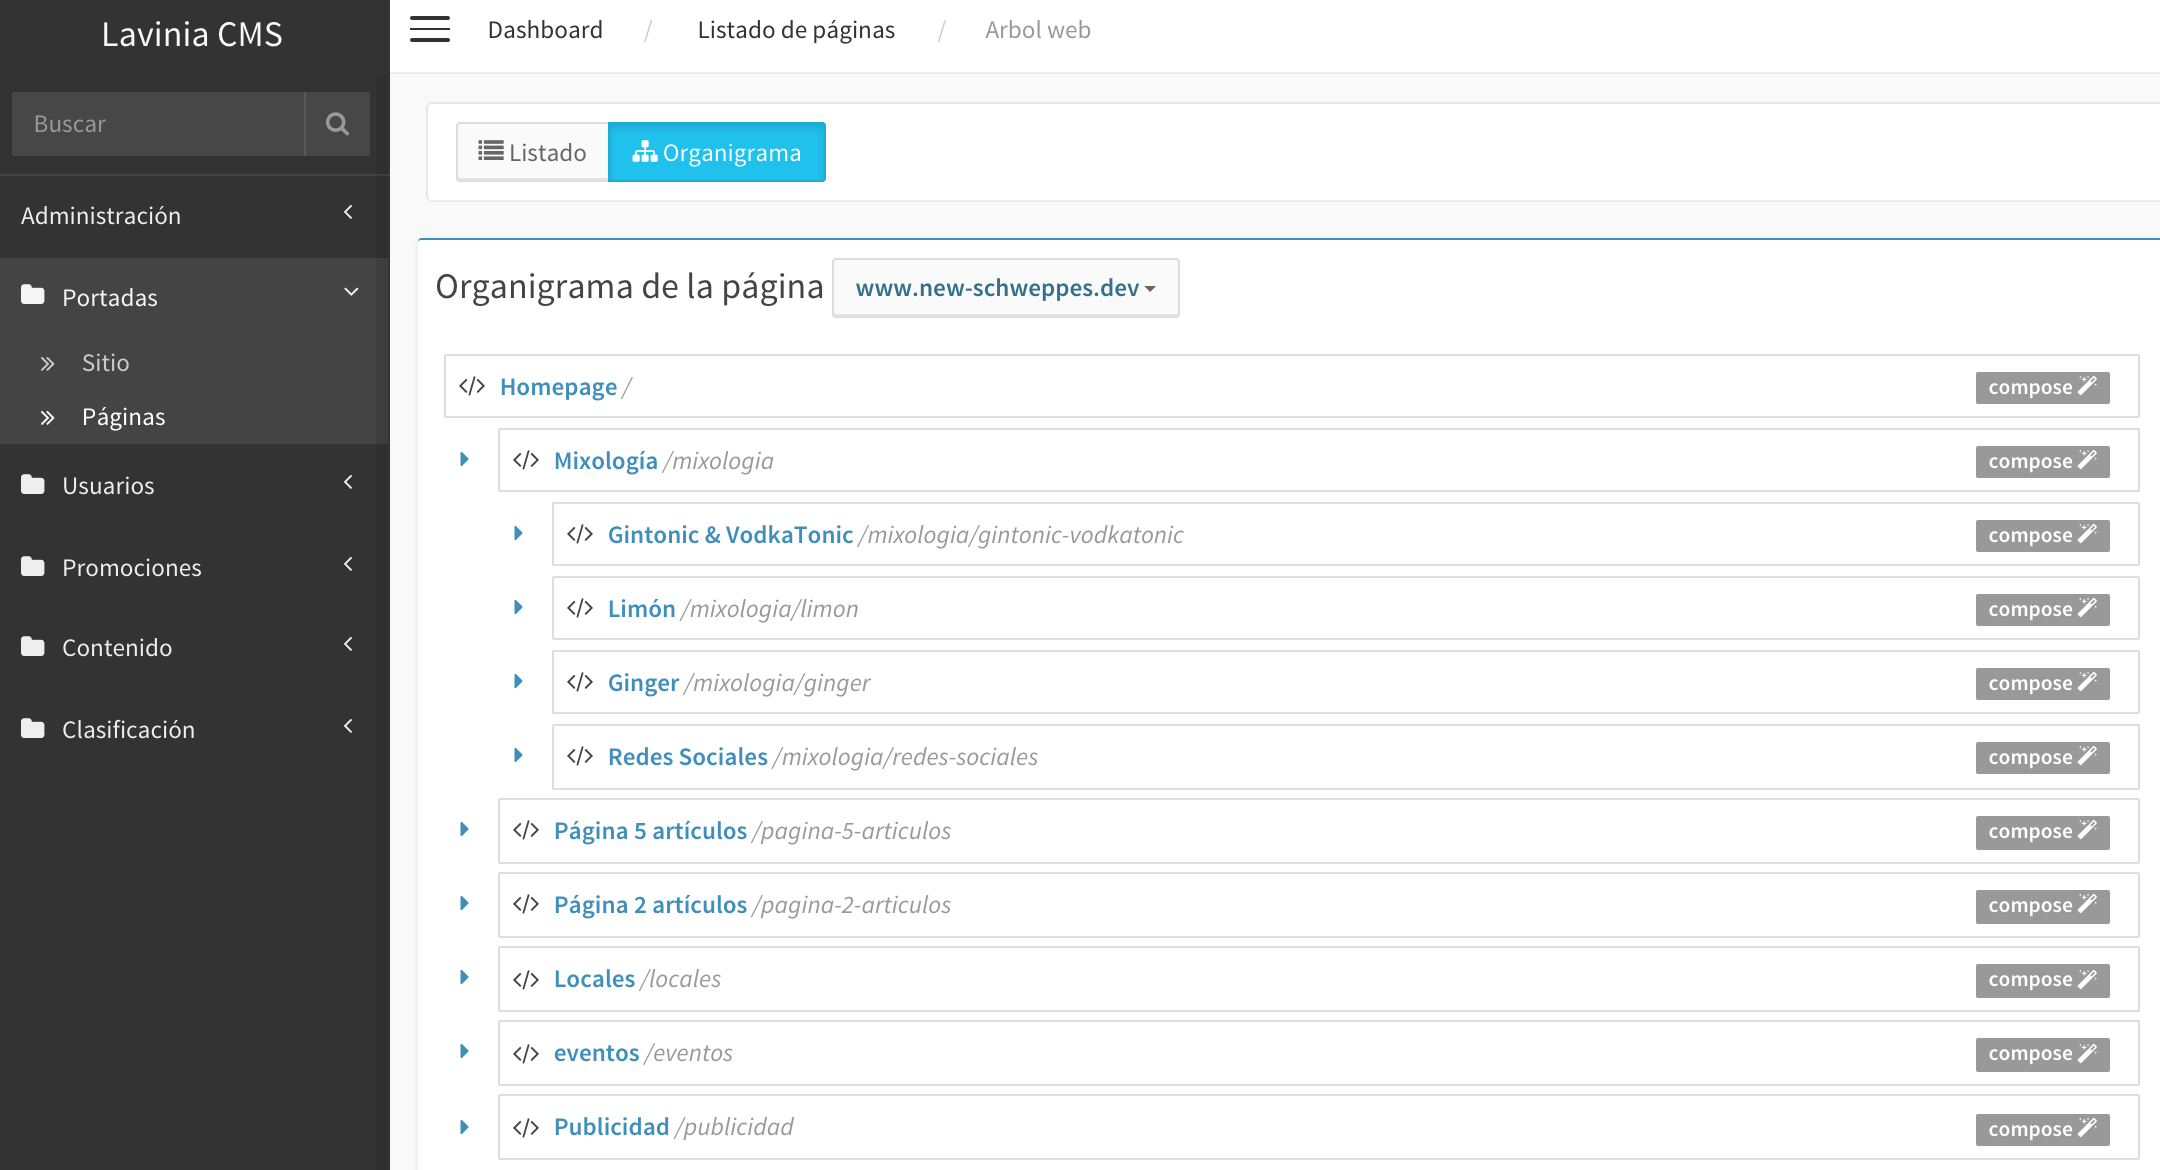 Lavinia CMS
Dashboard / Listado de páginas / Arbol web
Buscar
Administración
Portadas
Sitio
Páginas
Usuarios
Promociones
Contenido
Clasificación
Listado Organigrama
Organigrama de la página www.new-schweppes.dev
</> Homepage / compose
</> Mixología /mixologia compose
</> Gintonic & VodkaTonic /mixologia/gintonic-vodkatonic compose
</> Limón /mixologia/limon compose
</> Ginger /mixologia/ginger compose
</> Redes Sociales /mixologia/redes-sociales compose
</> Página 5 artículos /pagina-5-articulos compose
</> Página 2 artículos /pagina-2-articulos compose
</> Locales /locales compose
</> eventos /eventos compose
</> Publicidad /publicidad compose